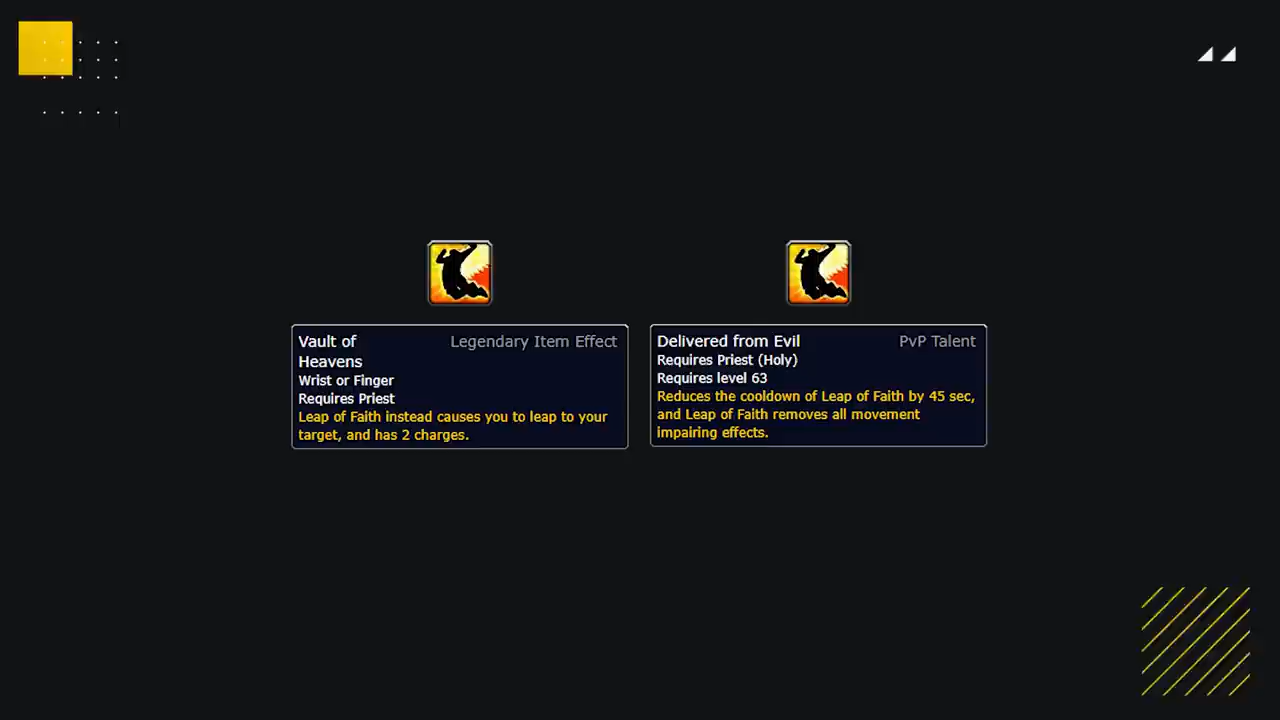 Vault of Heavens Legendary Item Effect
Wrist or Finger
Requires Priest
Leap of Faith instead causes you to leap to your
target, and has 2 charges.
Delivered from Evil PvP Talent
Requires Priest (Holy)
Requires level 63
Reduces the cooldown of Leap of Faith by 45 sec,
and Leap of Faith removes all movement
impairing effects.